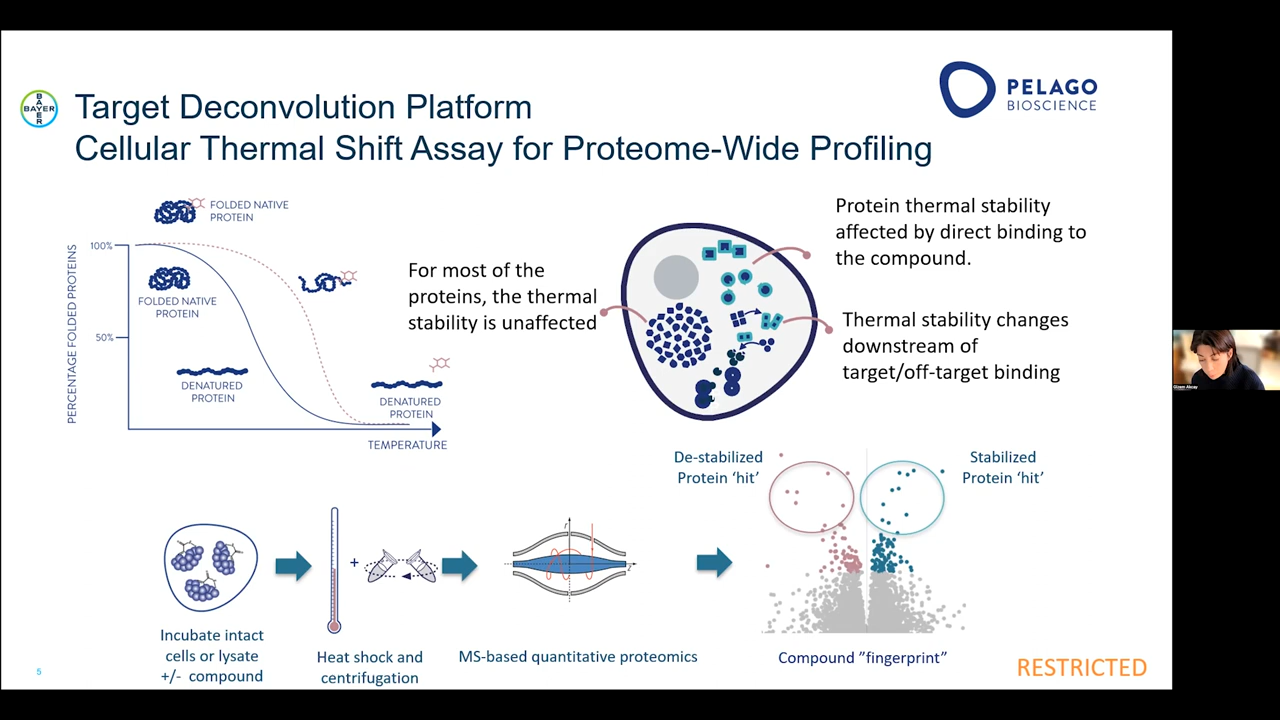 BAYER
BAYER
Target Deconvolution Platform
Cellular Thermal Shift Assay for Proteome-Wide Profiling
PELAGO
BIOSCIENCE
PERCENTAGE FOLDED PROTEINS
100%
50%
FOLDED NATIVE
PROTEIN
FOLDED NATIVE
PROTEIN
DENATURED
PROTEIN
DENATURED
PROTEIN
TEMPERATURE
For most of the
proteins, the thermal
stability is unaffected
Protein thermal stability
affected by direct binding to
the compound.
Thermal stability changes
downstream of
target/off-target binding
De-stabilized
Protein ‘hit’
Stabilized
Protein ‘hit’
+
Incubate intact
cells or lysate
+/- compound
Heat shock and
centrifugation
MS-based quantitative proteomics
Compound ”fingerprint”
5
RESTRICTED